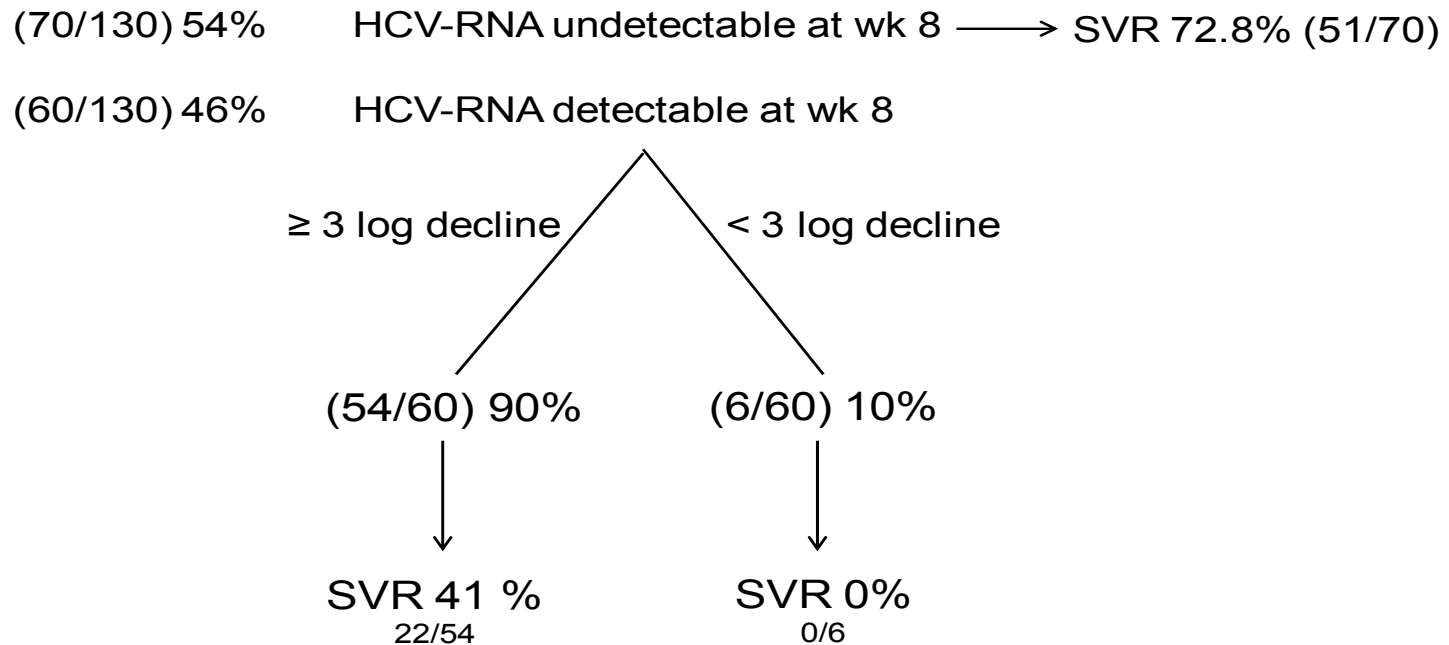 (70/130) 54% HCV-RNA undetectable at wk 8 SVR 72.8% (51/70)
(60/130) 46% HCV-RNA detectable at wk 8
≥ 3 log decline < 3 log decline
(54/60) 90% (6/60) 10%
SVR 41 % SVR 0%
22/54 0/6